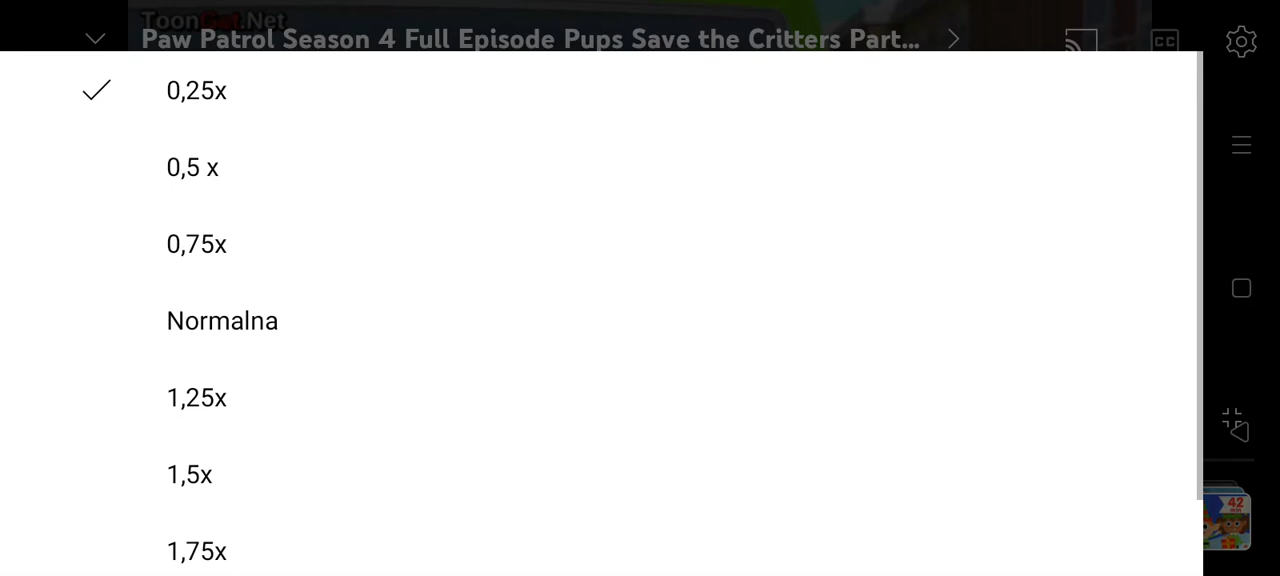 ToonGet.Net
Paw Patrol Season 4 Full Episode Pups Save the Critters Part...
CC
0,25x
0,5 x
0,75x
Normalna
1,25x
1,5x
1,75x
42